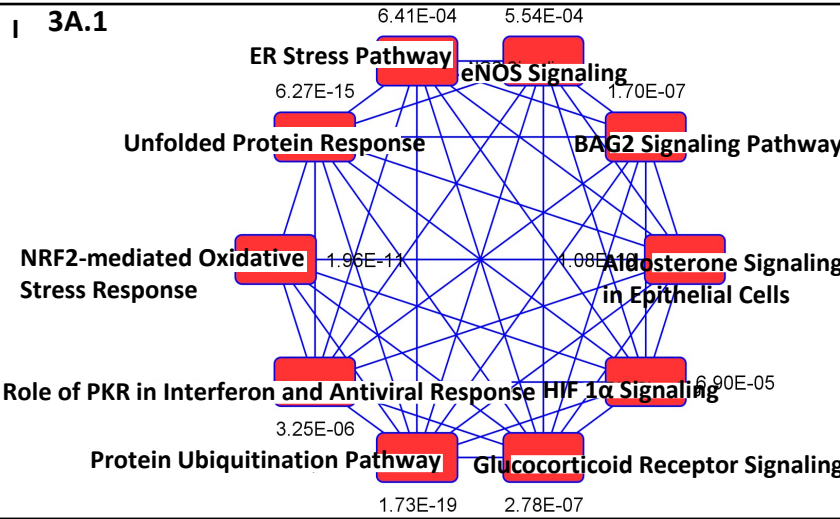 I 3A.1
6.41E-04
5.54E-04
ER Stress Pathway
eNOS Signaling
6.27E-15
1.70E-07
Unfolded Protein Response
BAG2 Signaling Pathway
NRF2-mediated Oxidative
Stress Response
1.96E-11
Aldosterone Signaling
in Epithelial Cells
Role of PKR in Interferon and Antiviral Response
HIF 1α Signaling
6.90E-05
3.25E-06
Protein Ubiquitination Pathway
Glucocorticoid Receptor Signaling
1.73E-19
2.78E-07